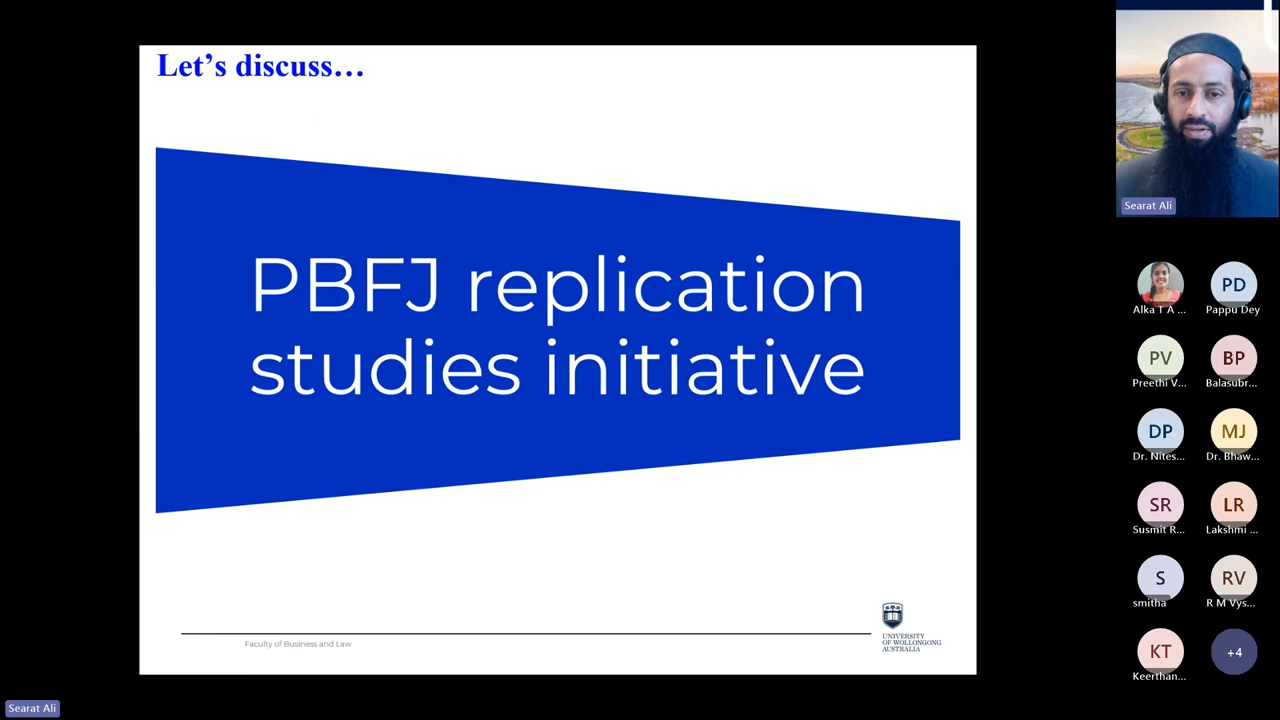 Let's discuss…
PBFJ replication
studies initiative
Faculty of Business and Law
UNIVERSITY
OF WOLLONGONG
AUSTRALIA
Searat Ali
Alka T A ...
PD
Pappu Dey
PV
Preethi V...
BP
Balasubr...
DP
Dr. Nites...
MJ
Dr. Bhaw...
SR
Susmit R...
LR
Lakshmi ...
S
smitha
RV
R M Vys...
KT
Keerthan...
+4
Searat Ali